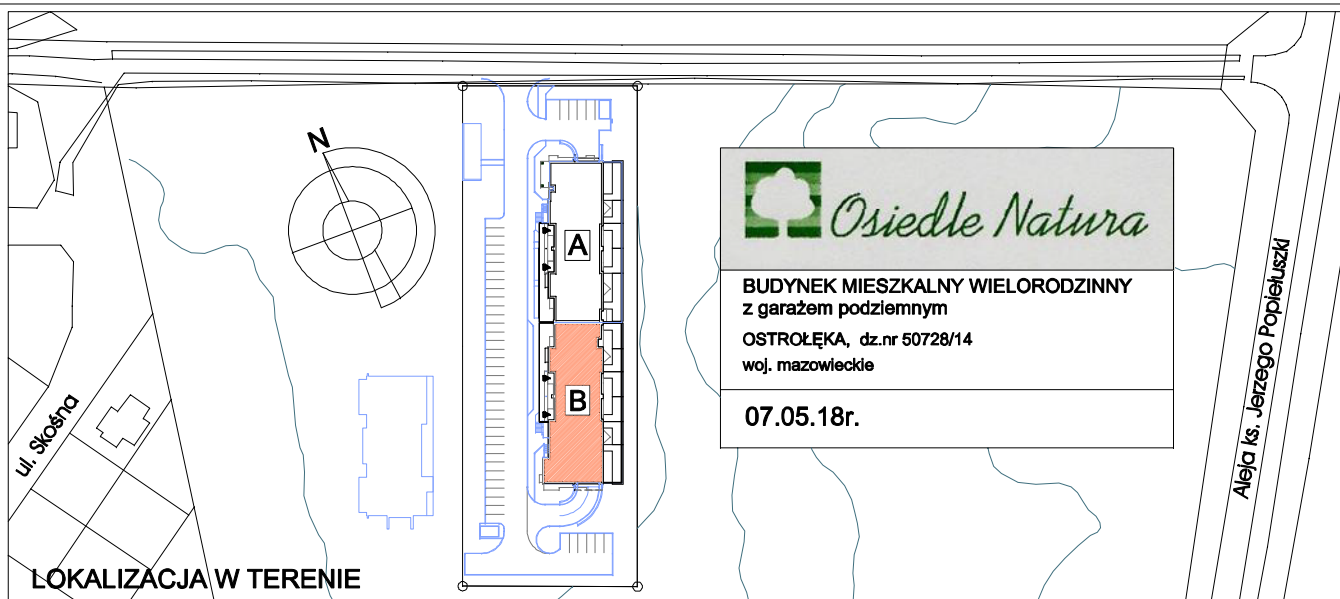 N
A
B
Osiedle Natura
BUDYNEK MIESZKALNY WIELORODZINNY
z garażem podziemnym
OSTROŁĘKA, dz.nr 50728/14
woj. mazowieckie
07.05.18r.
ul. Skośna
Aleja ks. Jerzego Popiełuszki
LOKALIZACJA W TERENIE